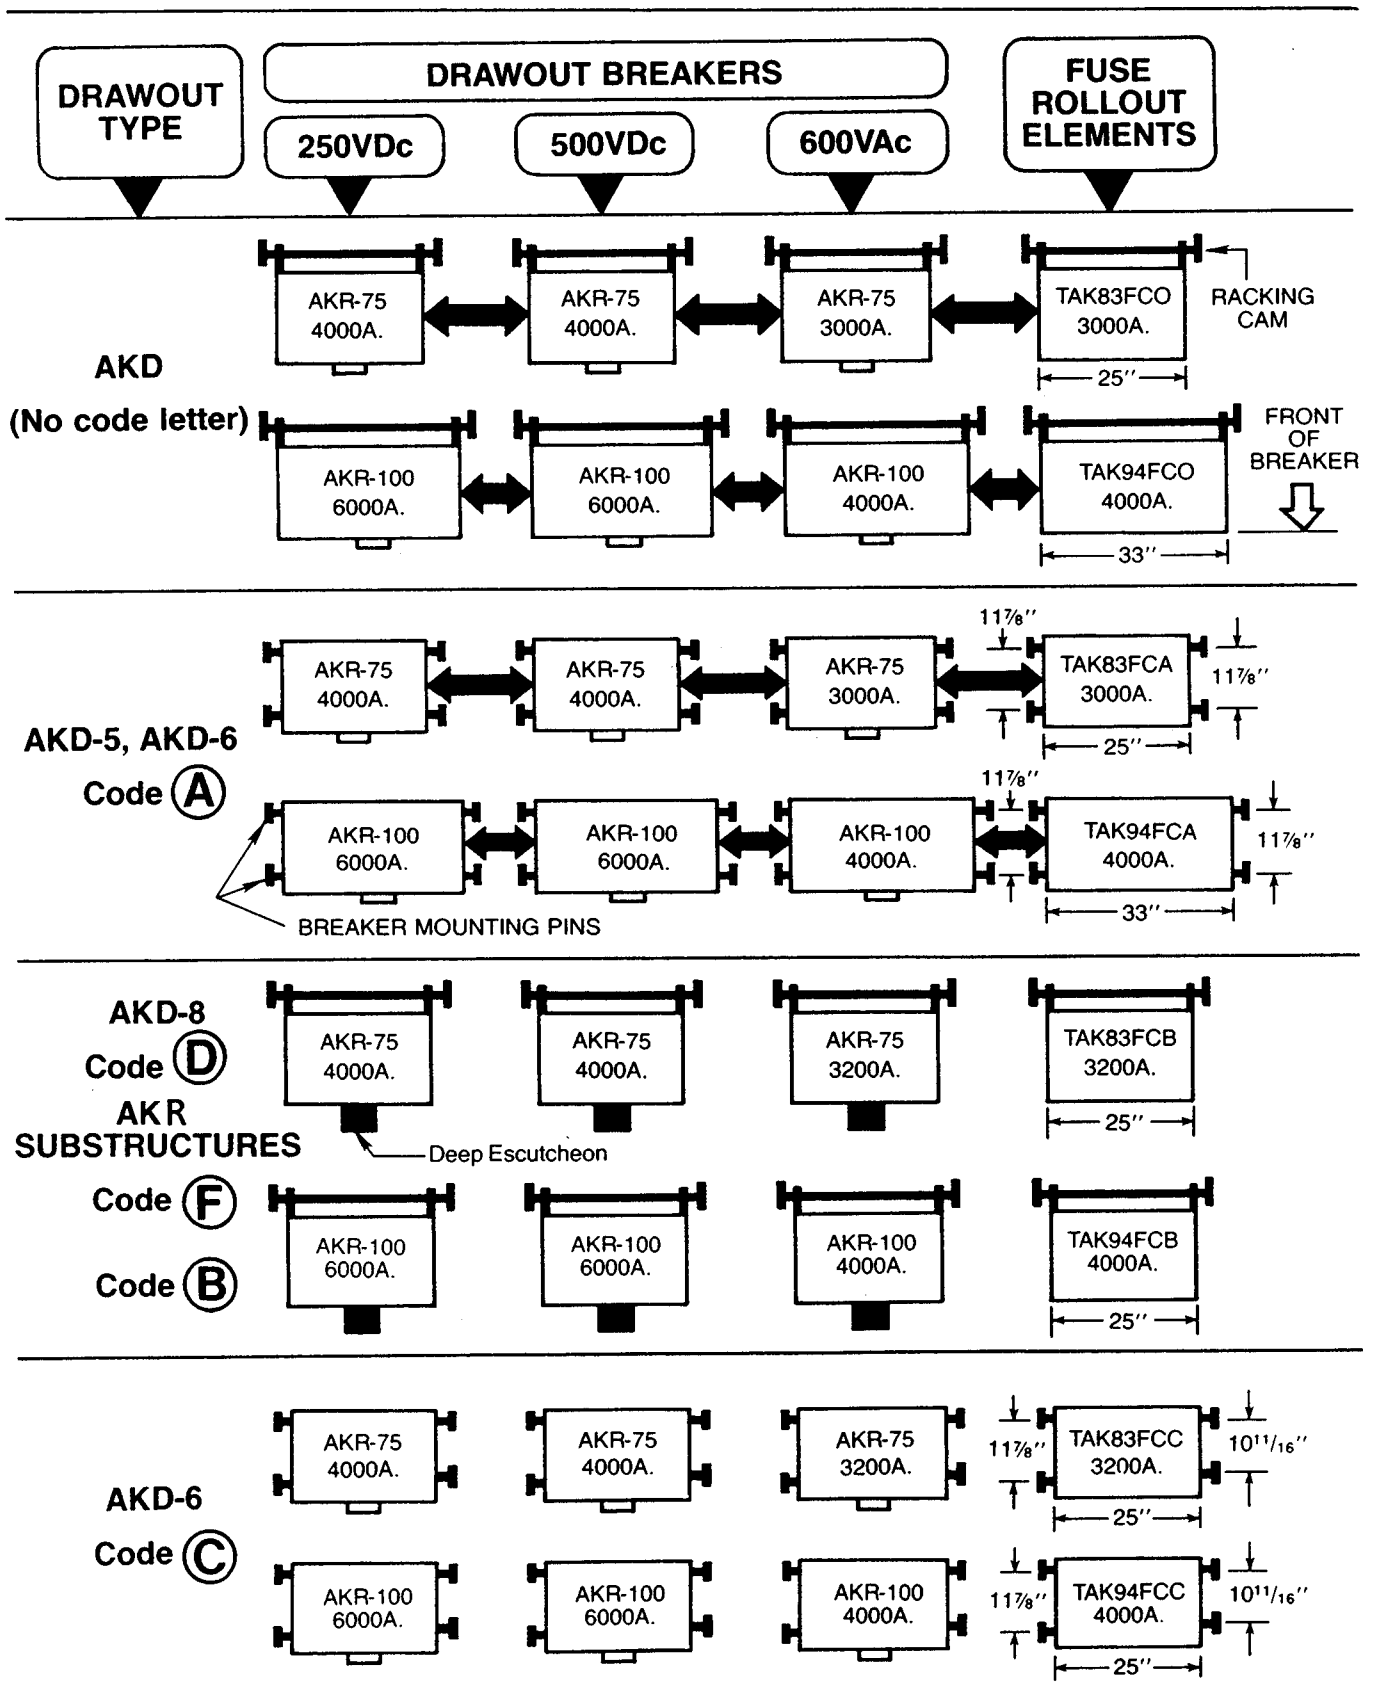 DRAWOUT
TYPE
DRAWOUT BREAKERS
250VDc
500VDc
600VAc
FUSE
ROLLOUT
ELEMENTS
AKD
(No code letter)
AKR-75
4000A.
AKR-75
4000A.
AKR-75
3000A.
TAK83FCO
3000A.
RACKING
CAM
25″
AKR-100
6000A.
AKR-100
6000A.
AKR-100
4000A.
TAK94FCO
4000A.
FRONT
OF
BREAKER
33″
AKD-5, AKD-6
Code A
AKR-75
4000A.
AKR-75
4000A.
AKR-75
3000A.
11⅞″
TAK83FCA
3000A.
11⅞″
25″
AKR-100
6000A.
AKR-100
6000A.
AKR-100
4000A.
11⅞″
TAK94FCA
4000A.
11⅞″
33″
BREAKER MOUNTING PINS
AKD-8
Code D
AKR
SUBSTRUCTURES
Code F
Code B
AKR-75
4000A.
AKR-75
4000A.
AKR-75
3200A.
TAK83FCB
3200A.
25″
Deep Escutcheon
AKR-100
6000A.
AKR-100
6000A.
AKR-100
4000A.
TAK94FCB
4000A.
25″
AKD-6
Code C
AKR-75
4000A.
AKR-75
4000A.
AKR-75
3200A.
11⅞″
TAK83FCC
3200A.
10¹¹/₁₆″
25″
AKR-100
6000A.
AKR-100
6000A.
AKR-100
4000A.
11⅞″
TAK94FCC
4000A.
10¹¹/₁₆″
25″